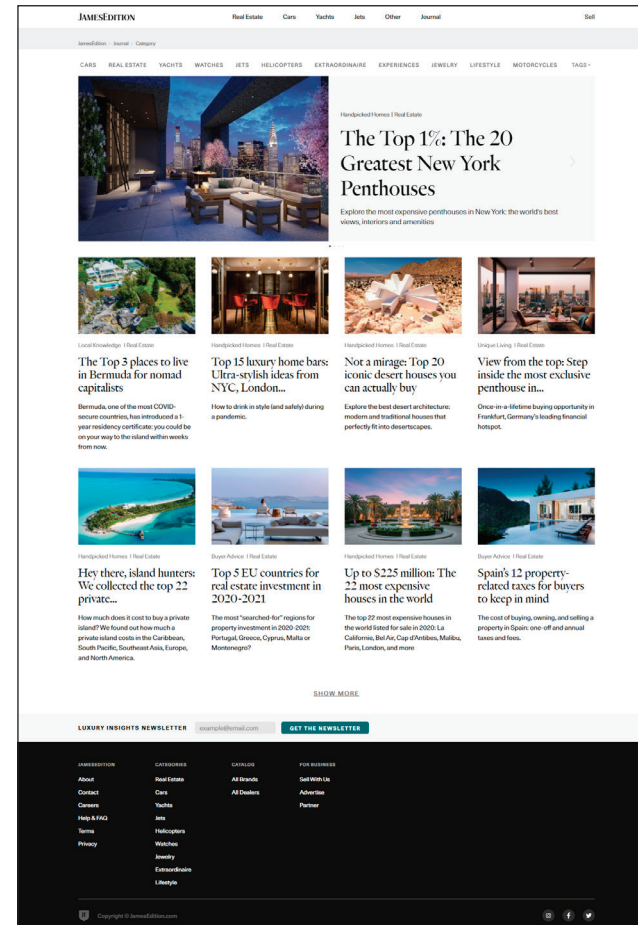 JAMESEDITION
Real Estate Cars Yachts Jets Other Journal Sell
JamesEdition Journal Category
CARS REAL ESTATE YACHTS WATCHES JETS HELICOPTERS EXTRAORDINAIRE EXPERIENCES JEWELRY LIFESTYLE MOTORCYCLES TAGS
Handpicked Homes | Real Estate
The Top 1%: The 20
Greatest New York
Penthouses
Explore the most expensive penthouses in New York: the world's best
views, interiors and amenities
Local Knowledge | Real Estate
The Top 3 places to live
in Bermuda for nomad
capitalists
Bermuda, one of the most COVID-
secure countries, has introduced a 1-
year residency certificate: you could be
on your way to the island within weeks
from now.
Handpicked Homes | Real Estate
Top 15 luxury home bars:
Ultra-stylish ideas from
NYC, London...
How to drink in style (and safely) during
a pandemic.
Handpicked Homes | Real Estate
Not a mirage: Top 20
iconic desert houses you
can actually buy
Explore the best desert architecture:
modern and traditional houses that
perfectly fit into desertscapes.
Unique Living | Real Estate
View from the top: Step
inside the most exclusive
penthouse in...
Once-in-a-lifetime buying opportunity in
Frankfurt, Germany's leading financial
hotspot.
Handpicked Homes | Real Estate
Hey there, island hunters:
We collected the top 22
private...
How much does it cost to buy a private
island? We found out how much a
private island costs in the Caribbean,
South Pacific, Southeast Asia, Europe,
and North America.
Buyer Advice | Real Estate
Top 5 EU countries for
real estate investment in
2020-2021
The most "searched-for" regions for
property investment in 2020-2021:
Portugal, Greece, Cyprus, Malta or
Montenegro?
Handpicked Homes | Real Estate
Up to $225 million: The
22 most expensive
houses in the world
The top 22 most expensive houses in
the world listed for sale in 2020: La
Californie, Bel Air, Cap d'Antibes, Malibu,
Paris, London, and more
Buyer Advice | Real Estate
Spain's 12 property-
related taxes for buyers
to keep in mind
The cost of buying, owning, and selling a
property in Spain: one-off and annual
taxes and fees.
SHOW MORE
LUXURY INSIGHTS NEWSLETTER example@email.com GET THE NEWSLETTER
JAMESEDITION
About
Contact
Careers
Help & FAQ
Terms
Privacy
CATEGORIES
Real Estate
Cars
Yachts
Jets
Helicopters
Watches
Jewelry
Extraordinaire
Lifestyle
CATALOG
All Brands
All Dealers
FOR BUSINESS
Sell With Us
Advertise
Partner
Copyright © JamesEdition.com